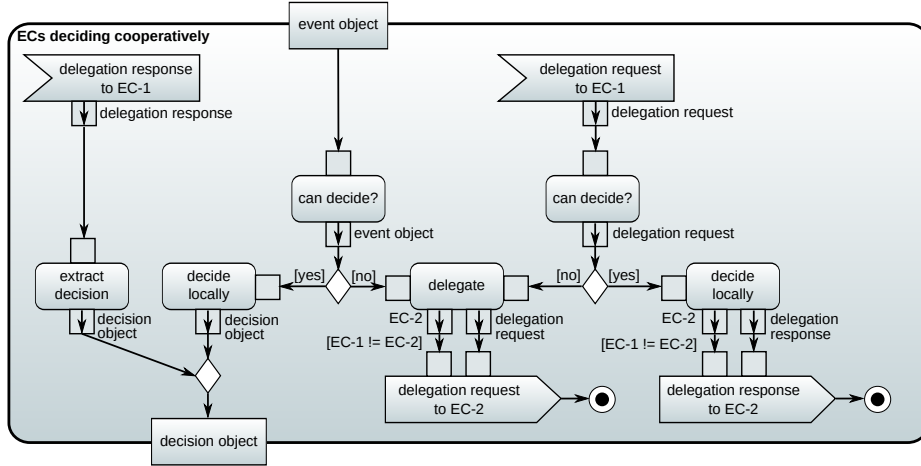 event object
ECs deciding cooperatively
delegation response
to EC-1
delegation request
to EC-1
delegation response
delegation request
can decide?
can decide?
event object
delegation request
[yes]
[no]
[no]
[yes]
extract
decision
decide
locally
delegate
decide
locally
decision
object
decision
object
EC-2
delegation
request
EC-2
delegation
response
[EC-1 != EC-2]
[EC-1 != EC-2]
delegation request
to EC-2
delegation response
to EC-2
decision object